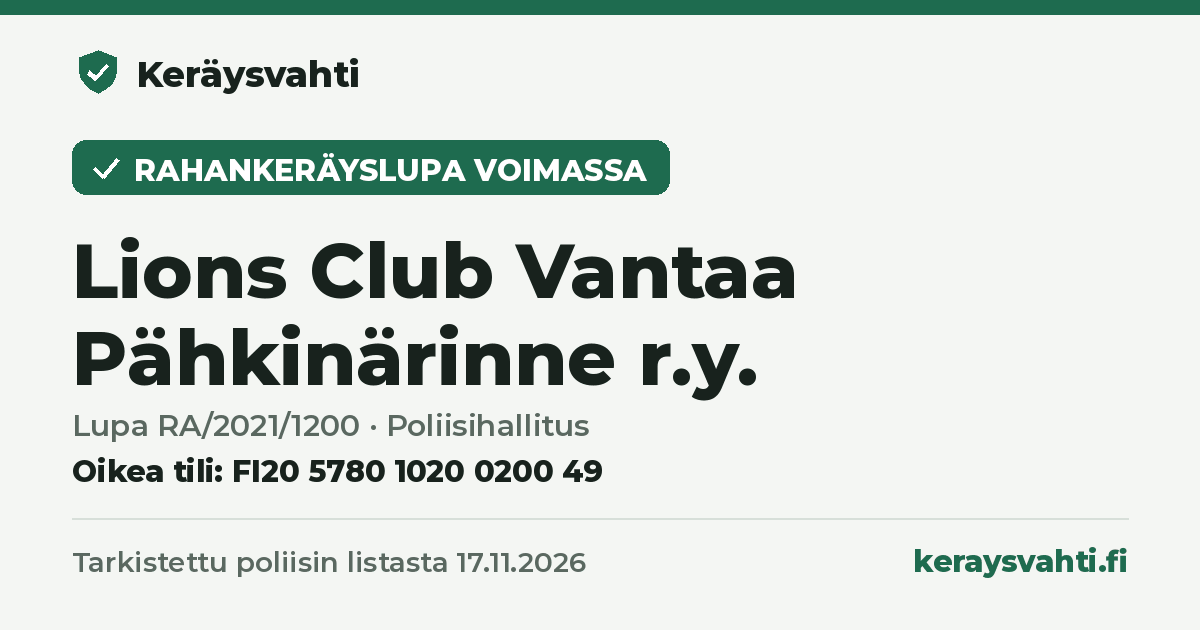 Keräysvahti
RAHANKERÄYSLUPA VOIMASSA
Lions Club Vantaa
Pähkinärinne r.y.
Lupa RA/2021/1200 · Poliisihallitus
Oikea tili: FI20 5780 1020 0200 49
Tarkistettu poliisin listasta 17.11.2026
keraysvahti.fi